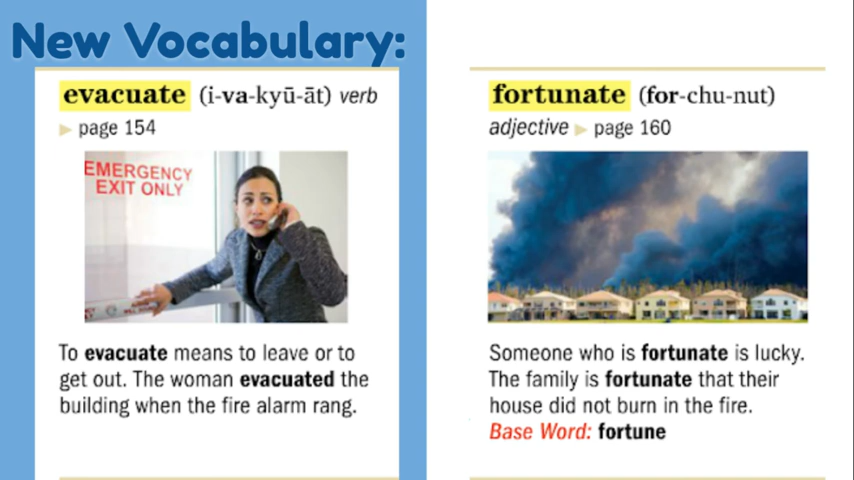 New Vocabulary:
evacuate (i-va-kyū-āt) verb
▶ page 154
EMERGENCY
EXIT ONLY
To evacuate means to leave or to
get out. The woman evacuated the
building when the fire alarm rang.
fortunate (for-chu-nut)
adjective ▶ page 160
Someone who is fortunate is lucky.
The family is fortunate that their
house did not burn in the fire.
Base Word: fortune